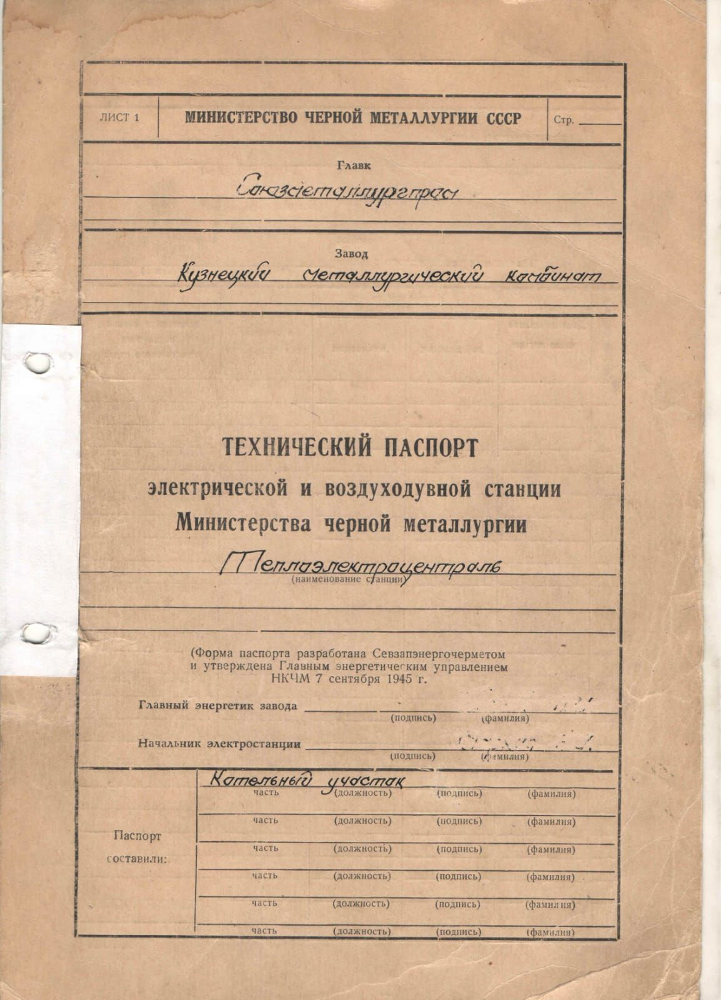 ЛИСТ 1
МИНИСТЕРСТВО ЧЕРНОЙ МЕТАЛЛУРГИИ СССР
Стр.
Главк
Союзметаллургпром
Завод
Кузнецкий металлургический комбинат
ТЕХНИЧЕСКИЙ ПАСПОРТ
электрической и воздуходувной станции
Министерства черной металлургии
Теплоэлектроцентраль
(наименование станции)
(Форма паспорта разработана Севзапэнергочерметом
и утверждена Главным энергетическим управлением
НКЧМ 7 сентября 1945 г.
Главный энергетик завода
(подпись) (фамилия)
Начальник электростанции
(подпись) (фамилия)
Паспорт
составили:
Котельный участок
часть (должность) (подпись) (фамилия)
часть (должность) (подпись) (фамилия)
часть (должность) (подпись) (фамилия)
часть (должность) (подпись) (фамилия)
часть (должность) (подпись) (фамилия)
часть (должность) (подпись) (фамилия)